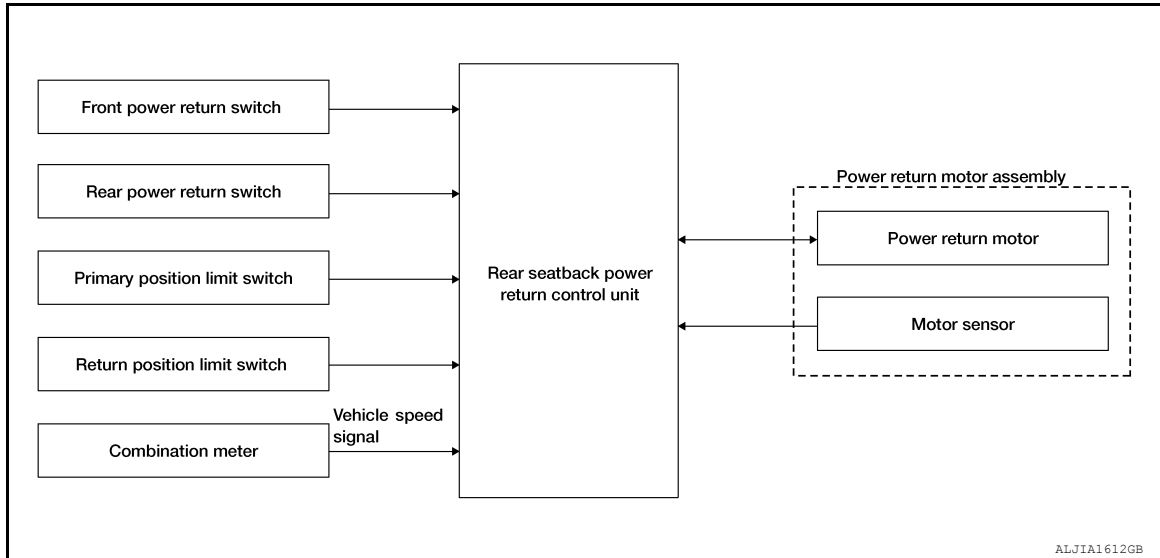 Front power return switch
Rear power return switch
Primary position limit switch
Return position limit switch
Combination meter
Vehicle speed
signal
Rear seatback power
return control unit
Power return motor assembly
Power return motor
Motor sensor
ALJIA1612GB